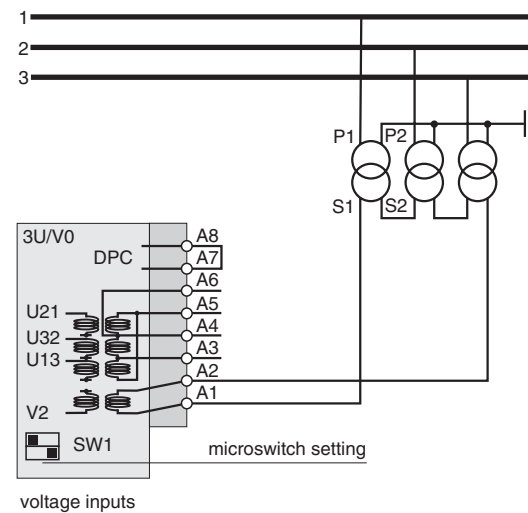 1
2
3
P1 P2
S1 S2
3U/V0
DPC
A8
A7
A6
U21
A5
U32
A4
U13
A3
A2
A1
V2
SW1
microswitch setting
voltage inputs